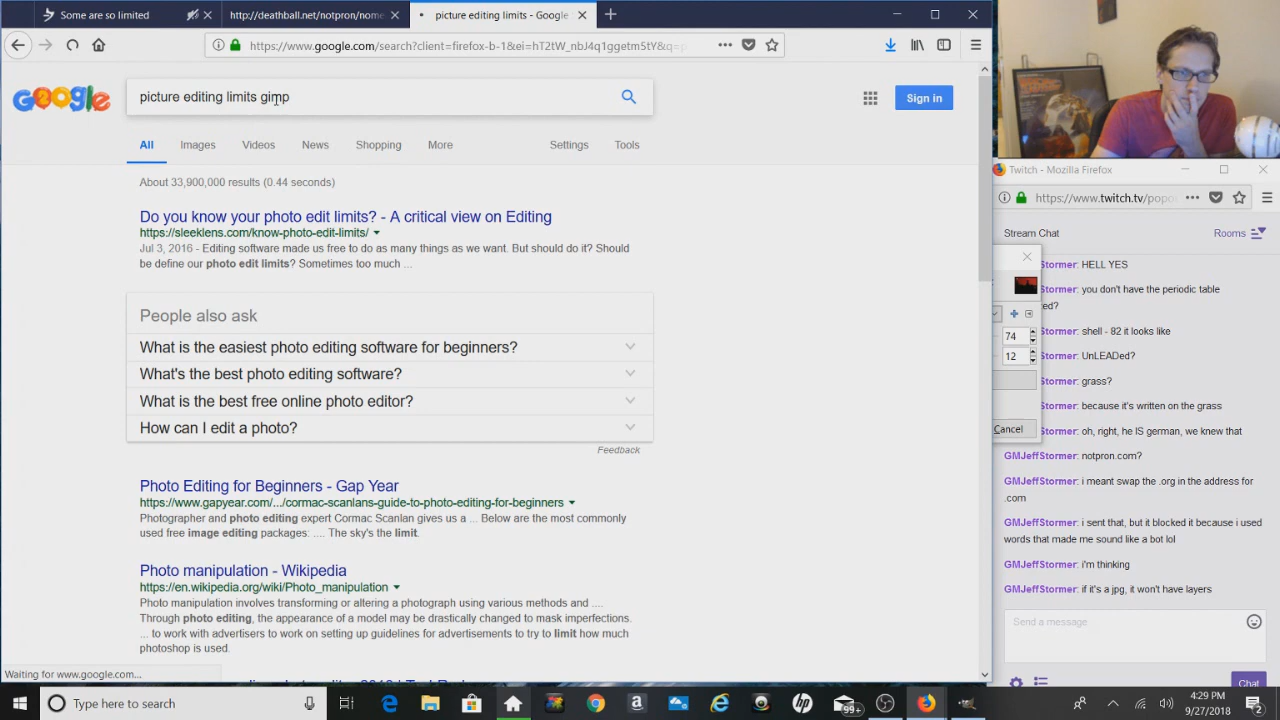 Some are so limited
http://deathball.net/notpron/nome
picture editing limits - Google
https://www.google.com/search?client=firefox-b-1&ei=hT2tW_nbJ4q1ggetm5tY&q=p
Google
picture editing limits gimp
Sign in
All
Images
Videos
News
Shopping
More
Settings
Tools
About 33,900,000 results (0.44 seconds)
Do you know your photo edit limits? - A critical view on Editing
https://sleeklens.com/know-photo-edit-limits/
Jul 3, 2016 - Editing software made us free to do as many things as we want. But should do it? Should
be define our photo edit limits? Sometimes too much ...
People also ask
What is the easiest photo editing software for beginners?
What's the best photo editing software?
What is the best free online photo editor?
How can I edit a photo?
Feedback
Photo Editing for Beginners - Gap Year
https://www.gapyear.com/.../cormac-scanlans-guide-to-photo-editing-for-beginners
Photographer and photo editing expert Cormac Scanlan gives us a ... Below are the most commonly
used free image editing packages: .... The sky's the limit.
Photo manipulation - Wikipedia
https://en.wikipedia.org/wiki/Photo_manipulation
Photo manipulation involves transforming or altering a photograph using various methods and ....
Through photo editing, the appearance of a model may be drastically changed to mask imperfections.
... to work with advertisers to work on setting up guidelines for advertisements to try to limit how much
photoshop is used.
Waiting for www.google.com...
Twitch - Mozilla Firefox
https://www.twitch.tv/popo
Stream Chat
Rooms
Stormer: HELL YES
Stormer: you don't have the periodic table
ed?
Stormer: shell - 82 it looks like
Stormer: UnLEADed?
Stormer: grass?
Stormer: because it's written on the grass
Stormer: oh, right, he IS german, we knew that
GMJeffStormer: notpron.com?
GMJeffStormer: i meant swap the .org in the address for
.com
GMJeffStormer: i sent that, but it blocked it because i used
words that made me sound like a bot lol
GMJeffStormer: i'm thinking
GMJeffStormer: if it's a jpg, it won't have layers
74
12
Cancel
Send a message
Chat
Type here to search
99+
4:29 PM
9/27/2018
2